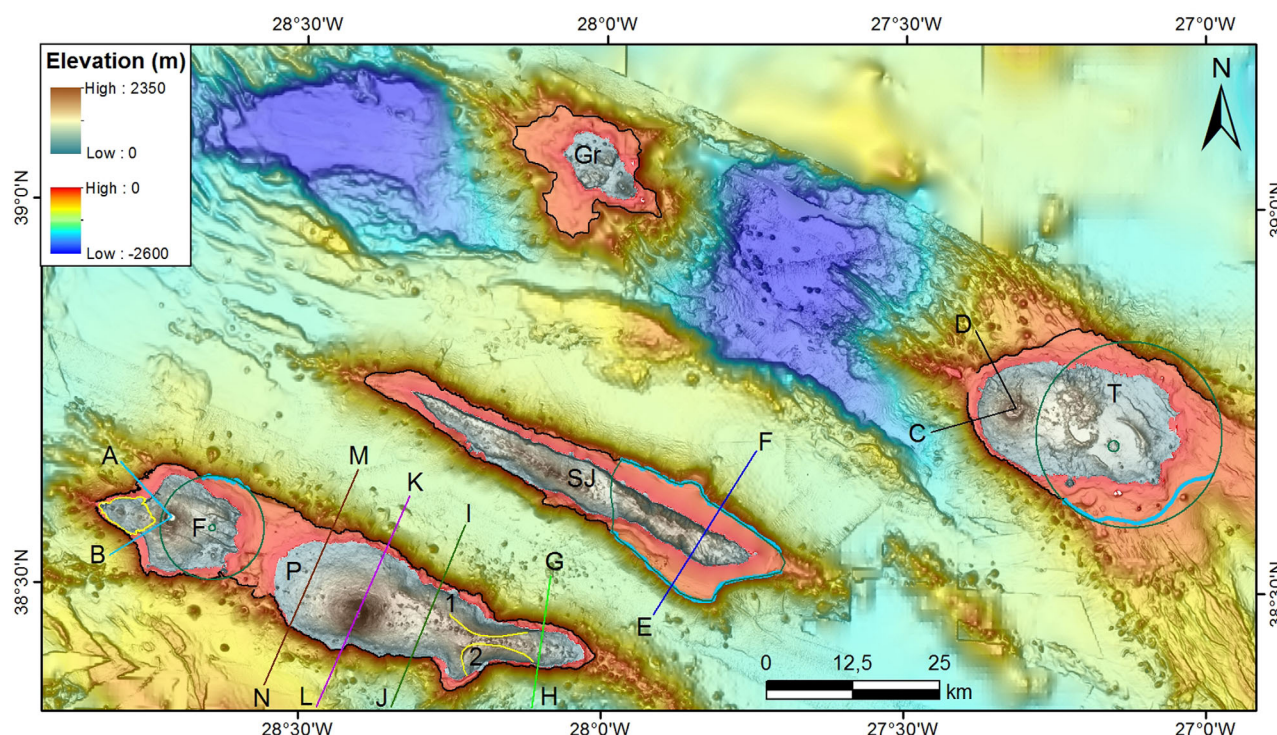 28°30'W 28°0'W 27°30'W 27°0'W
Elevation (m)
High : 2350
Low : 0
High : 0
Low : -2600
N
Gr
39°0'N
39°0'N
D
T
C
M
F
K
SJ
A
I
F
B
G
38°30'N
P
38°30'N
1
E
2
0 12,5 25
km
N
L
J
H
28°30'W 28°0'W 27°30'W 27°0'W